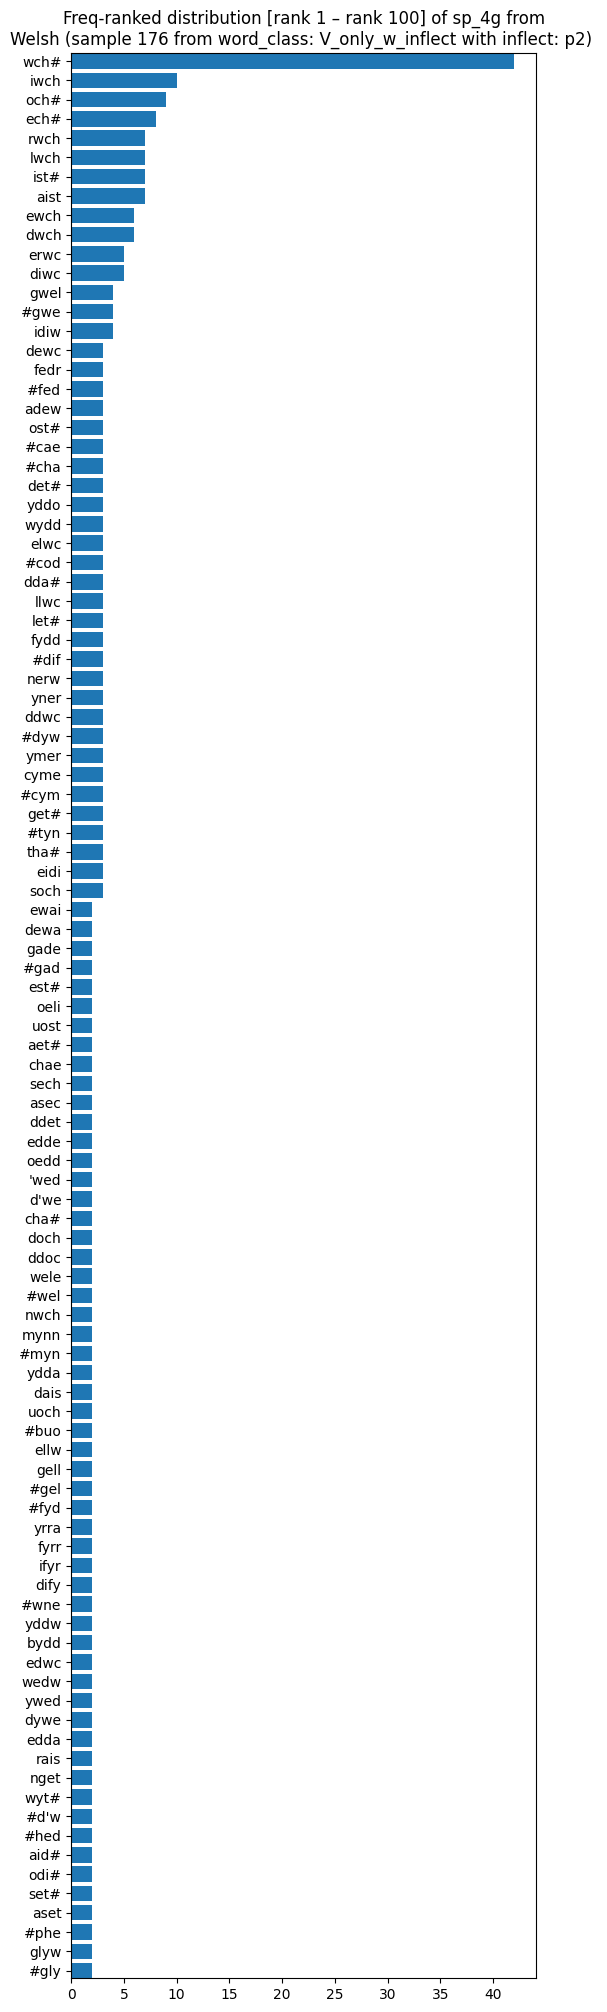 Freq-ranked distribution [rank 1 – rank 100] of sp_4g from
Welsh (sample 176 from word_class: V_only_w_inflect with inflect: p2)
wch#
iwch
och#
ech#
rwch
lwch
ist#
aist
ewch
dwch
erwc
diwc
gwel
#gwe
idiw
dewc
fedr
#fed
adew
ost#
#cae
#cha
det#
yddo
wydd
elwc
#cod
dda#
llwc
let#
fydd
#dif
nerw
yner
ddwc
#dyw
ymer
cyme
#cym
get#
#tyn
tha#
eidi
soch
ewai
dewa
gade
#gad
est#
oeli
uost
aet#
chae
sech
asec
ddet
edde
oedd
'wed
d'we
cha#
doch
ddoc
wele
#wel
nwch
mynn
#myn
ydda
dais
uoch
#buo
ellw
gell
#gel
#fyd
yrra
fyrr
ifyr
dify
#wne
yddw
bydd
edwc
wedw
ywed
dywe
edda
rais
nget
wyt#
#d'w
#hed
aid#
odi#
set#
aset
#phe
glyw
#gly
0 5 10 15 20 25 30 35 40